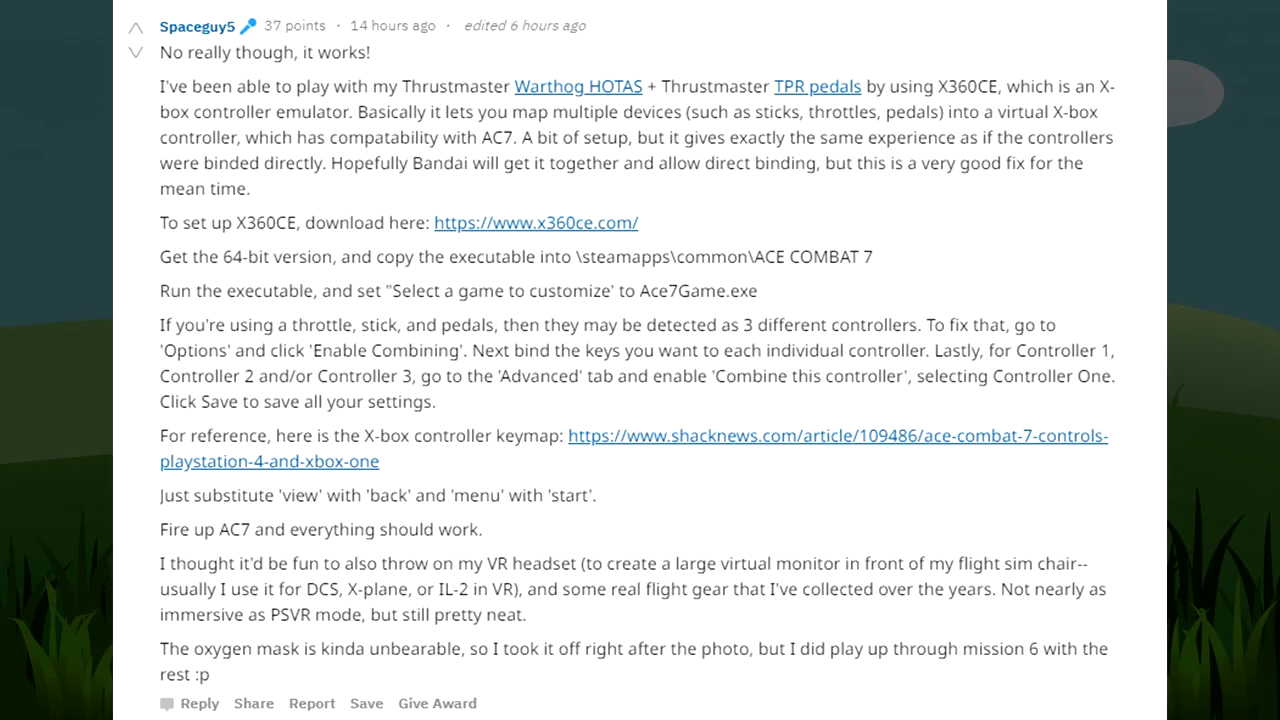 Spaceguy5 37 points · 14 hours ago · edited 6 hours ago
No really though, it works!
I've been able to play with my Thrustmaster Warthog HOTAS + Thrustmaster TPR pedals by using X360CE, which is an X-
box controller emulator. Basically it lets you map multiple devices (such as sticks, throttles, pedals) into a virtual X-box
controller, which has compatability with AC7. A bit of setup, but it gives exactly the same experience as if the controllers
were binded directly. Hopefully Bandai will get it together and allow direct binding, but this is a very good fix for the
mean time.
To set up X360CE, download here: https://www.x360ce.com/
Get the 64-bit version, and copy the executable into \steamapps\common\ACE COMBAT 7
Run the executable, and set "Select a game to customize' to Ace7Game.exe
If you're using a throttle, stick, and pedals, then they may be detected as 3 different controllers. To fix that, go to
'Options' and click 'Enable Combining'. Next bind the keys you want to each individual controller. Lastly, for Controller 1,
Controller 2 and/or Controller 3, go to the 'Advanced' tab and enable 'Combine this controller', selecting Controller One.
Click Save to save all your settings.
For reference, here is the X-box controller keymap: https://www.shacknews.com/article/109486/ace-combat-7-controls-
playstation-4-and-xbox-one
Just substitute 'view' with 'back' and 'menu' with 'start'.
Fire up AC7 and everything should work.
I thought it'd be fun to also throw on my VR headset (to create a large virtual monitor in front of my flight sim chair--
usually I use it for DCS, X-plane, or IL-2 in VR), and some real flight gear that I've collected over the years. Not nearly as
immersive as PSVR mode, but still pretty neat.
The oxygen mask is kinda unbearable, so I took it off right after the photo, but I did play up through mission 6 with the
rest :p
Reply Share Report Save Give Award